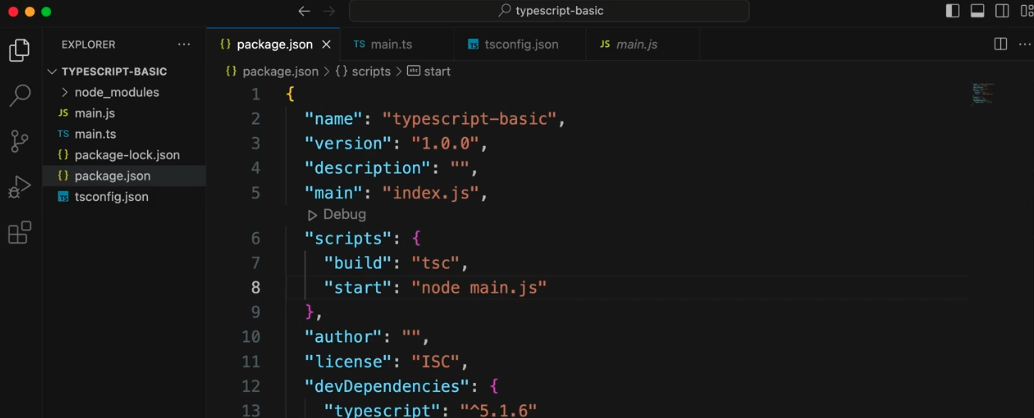 typescript-basic
EXPLORER ...
package.json
TS main.ts
tsconfig.json
JS main.js
TYPESCRIPT-BASIC
node_modules
JS main.js
TS main.ts
{} package-lock.json
{} package.json
tsconfig.json
{} package.json > {} scripts > start
1 {
2 "name": "typescript-basic",
3 "version": "1.0.0",
4 "description": "",
5 "main": "index.js",
Debug
6 "scripts": {
7 "build": "tsc",
8 "start": "node main.js"
9 },
10 "author": "",
11 "license": "ISC",
12 "devDependencies": {
13 "typescript": "^5.1.6"